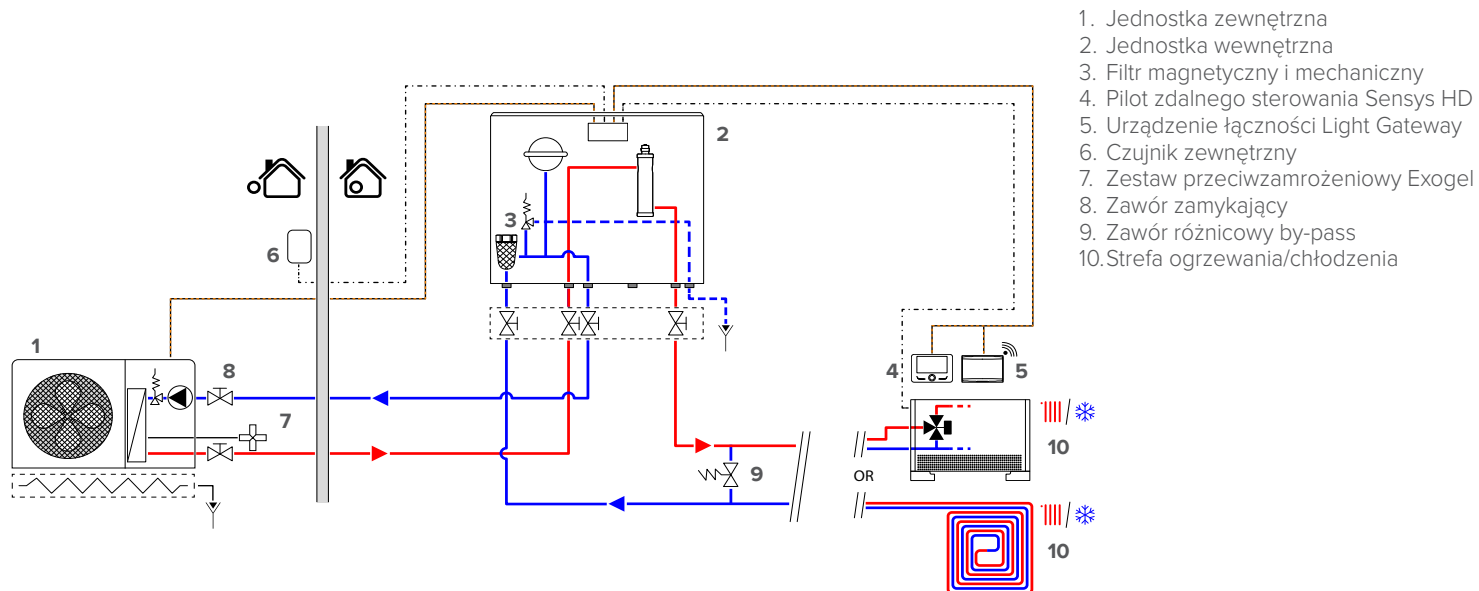 1. Jednostka zewnętrzna
2. Jednostka wewnętrzna
3. Filtr magnetyczny i mechaniczny
4. Pilot zdalnego sterowania Sensys HD
5. Urządzenie łączności Light Gateway
6. Czujnik zewnętrzny
7. Zestaw przeciwzamrożeniowy Exogel
8. Zawór zamykający
9. Zawór różnicowy by-pass
10. Strefa ogrzewania/chłodzenia
2
3
6
1
8
7
4
5
10
9
OR
10